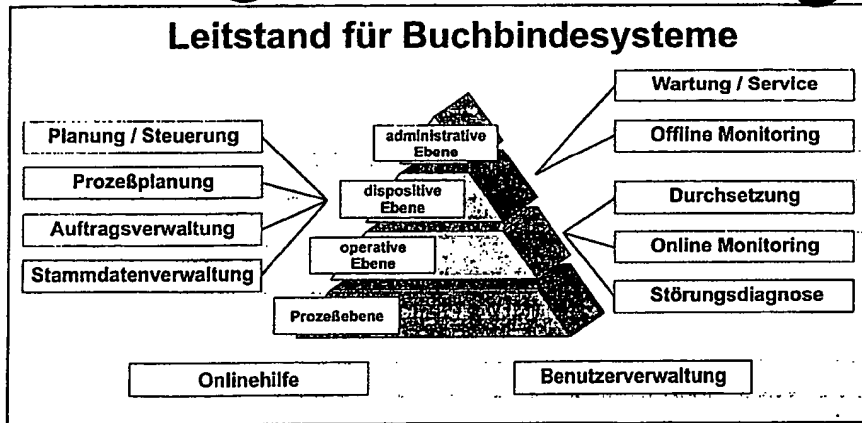 Leitstand für Buchbindesysteme
Planung / Steuerung
Prozeßplanung
Auftragsverwaltung
Stammdatenverwaltung
administrative
Ebene
dispositive
Ebene
operative
Ebene
Prozeßebene
Wartung / Service
Offline Monitoring
Durchsetzung
Online Monitoring
Störungsdiagnose
Onlinehilfe
Benutzerverwaltung